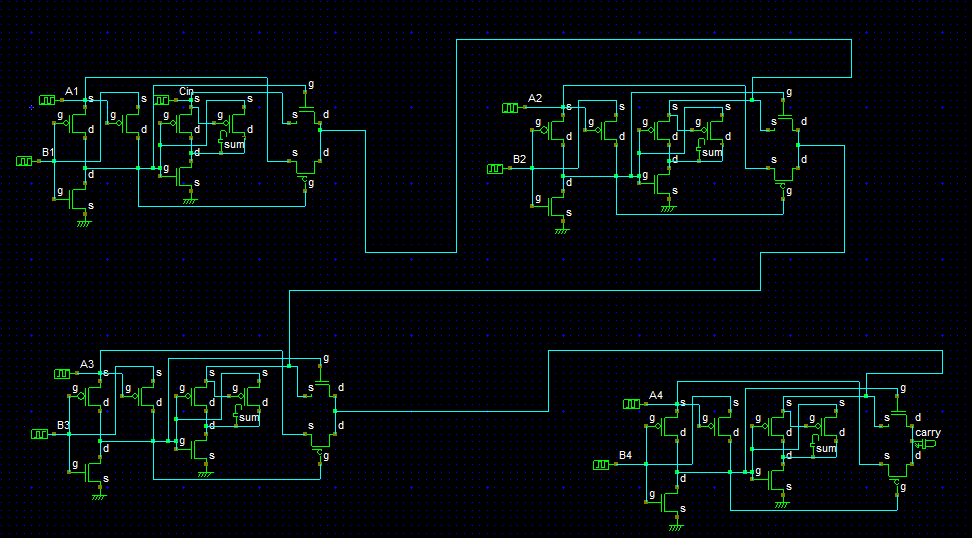 g
A1 s s Cin s s
g g g g s d
d d d d
sum
B1 d s d
d g
s g
g s
g
A2 s s s s
g g g g s d
d d d d
sum
B2 d s d
d g
s g
g s
g
A3 s s s s
g g g g s d
d d d d
sum
B3 d s d
d g
s g
g s
g
A4 s s s s
g g g g s d
d d d d carry
sum
B4 d s d
d g
s g
g s